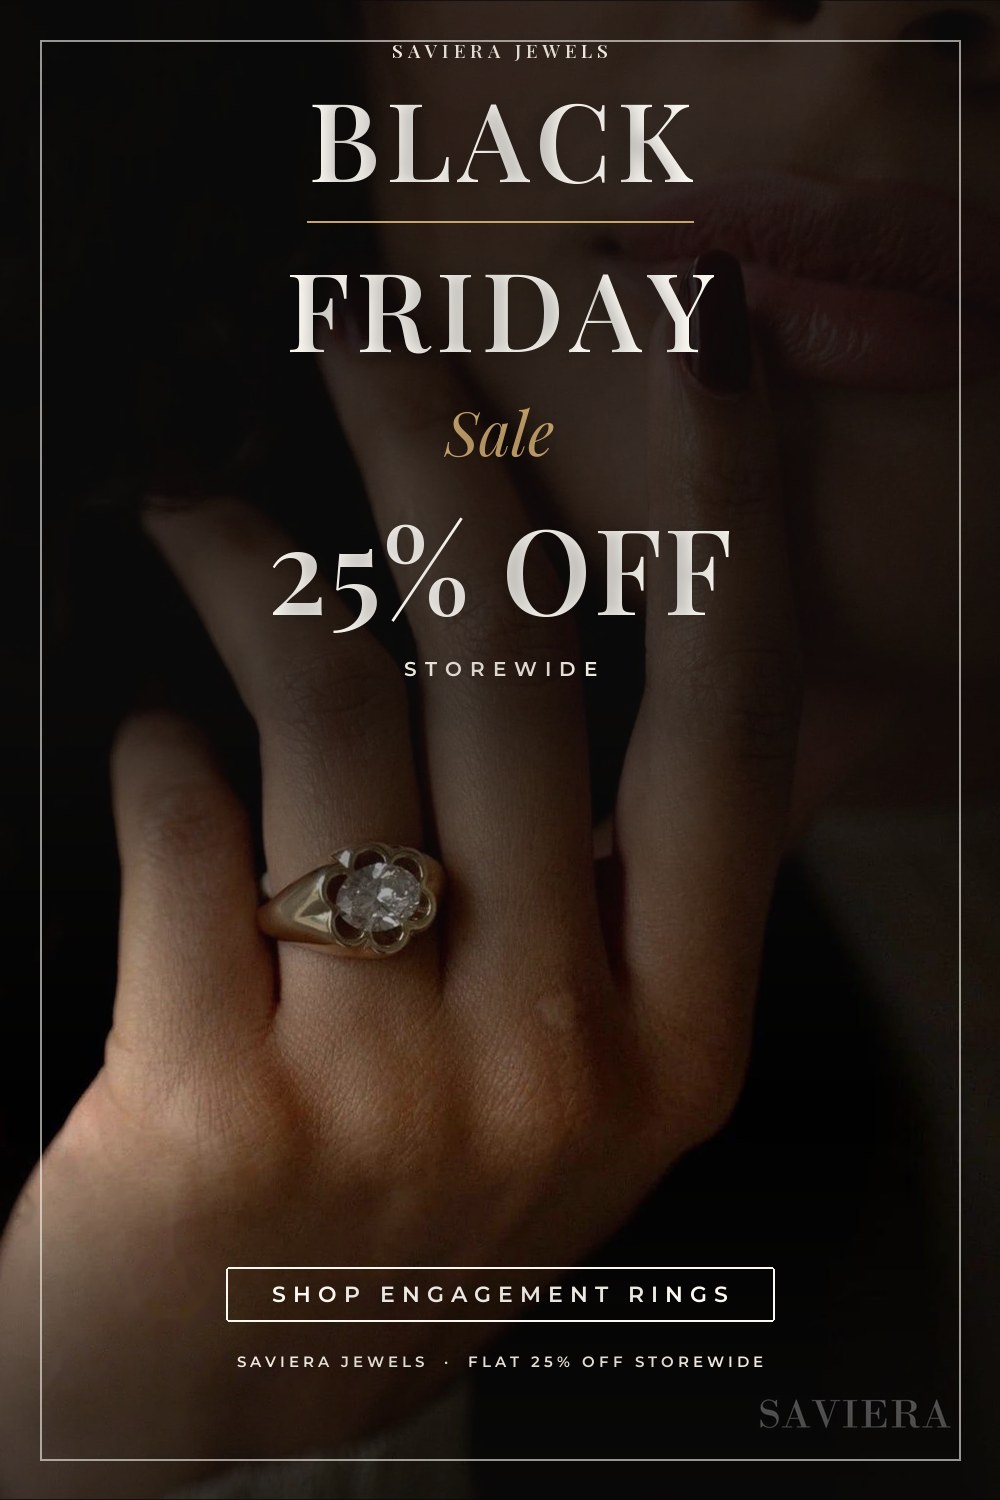 SAVIERA JEWELS
BLACK
FRIDAY
Sale
25% OFF
STOREWIDE
SHOP ENGAGEMENT RINGS
SAVIERA JEWELS · FLAT 25% OFF STOREWIDE
SAVIERA